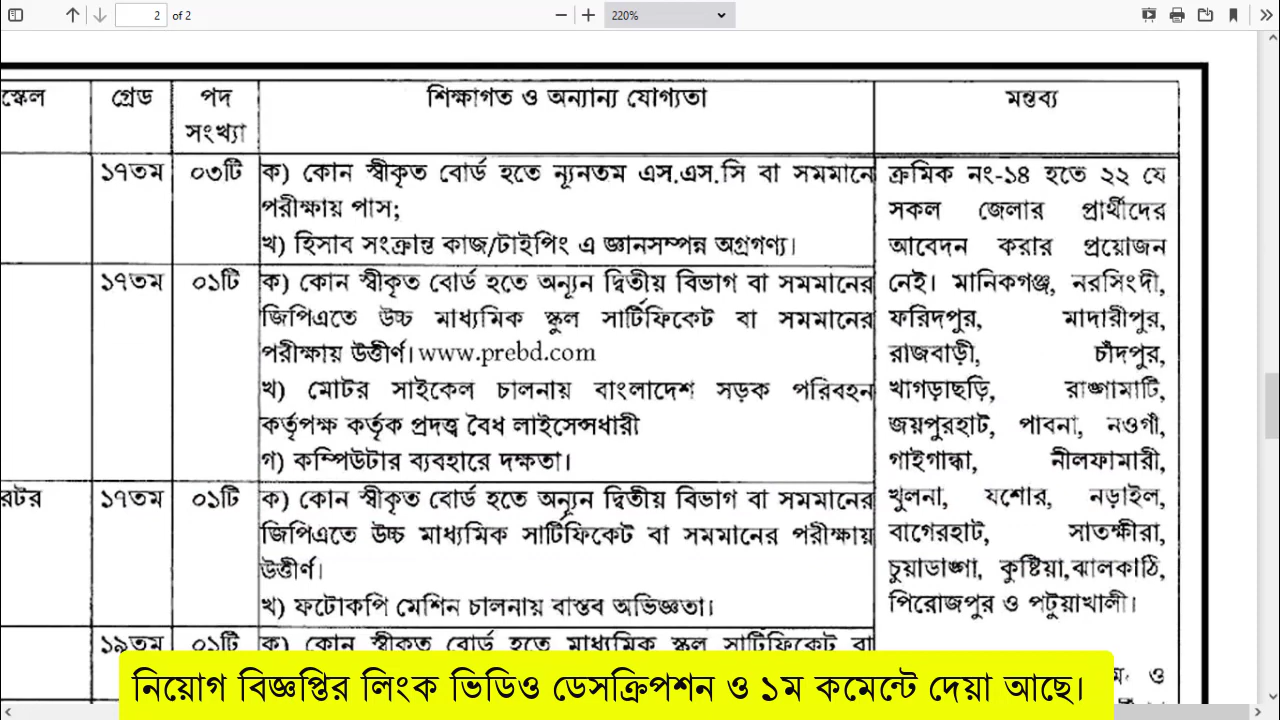 2 of 2
220%
স্কেল
গ্রেড
পদ
সংখ্যা
শিক্ষাগত ও অন্যান্য যোগ্যতা
মন্তব্য
১৭তম
০৩টি
ক) কোন স্বীকৃত বোর্ড হতে ন্যূনতম এস.এস.সি বা সমমানে
পরীক্ষায় পাস;
খ) হিসাব সংক্রান্ত কাজ/টাইপিং এ জ্ঞানসম্পন্ন অগ্রগণ্য।
১৭তম
০১টি
ক) কোন স্বীকৃত বোর্ড হতে অন্যূন দ্বিতীয় বিভাগ বা সমমানের
জিপিএতে উচ্চ মাধ্যমিক স্কুল সার্টিফিকেট বা সমমানের
পরীক্ষায় উত্তীর্ণ। www.prebd.com
খ) মোটর সাইকেল চালনায় বাংলাদেশ সড়ক পরিবহন
কর্তৃপক্ষ কর্তৃক প্রদত্ত্ব বৈধ লাইসেন্সধারী
গ) কম্পিউটার ব্যবহারে দক্ষতা।
রটর
১৭তম
০১টি
ক) কোন স্বীকৃত বোর্ড হতে অন্যূন দ্বিতীয় বিভাগ বা সমমানের
জিপিএতে উচ্চ মাধ্যমিক সার্টিফিকেট বা সমমানের পরীক্ষায়
উত্তীর্ণ।
খ) ফটোকপি মেশিন চালনায় বাস্তব অভিজ্ঞতা।
১৯তম
০১টি
ক) কোন স্বীকৃত বোর্ড হতে মাধ্যমিক স্কুল সার্টিফিকেট বা
ক্রমিক নং-১৪ হতে ২২ যে
সকল জেলার প্রার্থীদের
আবেদন করার প্রয়োজন
নেই। মানিকগঞ্জ, নরসিংদী,
ফরিদপুর, মাদারীপুর,
রাজবাড়ী, চাঁদপুর,
খাগড়াছড়ি, রাঙ্গামাটি,
জয়পুরহাট, পাবনা, নওগাঁ,
গাইগান্ধা, নীলফামারী,
খুলনা, যশোর, নড়াইল,
বাগেরহাট, সাতক্ষীরা,
চুয়াডাঙ্গা, কুষ্টিয়া,ঝালকাঠি,
পিরোজপুর ও পটুয়াখালী।
ও
নিয়োগ বিজ্ঞপ্তির লিংক ভিডিও ডেসক্রিপশন ও ১ম কমেন্টে দেয়া আছে।